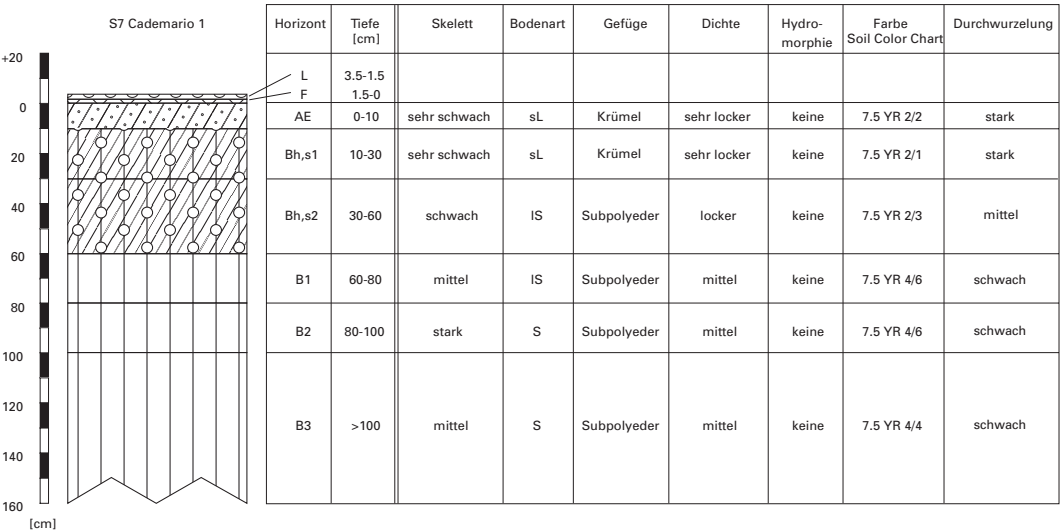 S7 Cademario 1
Horizont Tiefe [cm] Skelett Bodenart Gefüge Dichte Hydro-morphie Farbe Soil Color Chart Durchwurzelung
L 3.5-1.5
F 1.5-0
AE 0-10 sehr schwach sL Krümel sehr locker keine 7.5 YR 2/2 stark
Bh,s1 10-30 sehr schwach sL Krümel sehr locker keine 7.5 YR 2/1 stark
Bh,s2 30-60 schwach lS Subpolyeder locker keine 7.5 YR 2/3 mittel
B1 60-80 mittel lS Subpolyeder mittel keine 7.5 YR 4/6 schwach
B2 80-100 stark S Subpolyeder mittel keine 7.5 YR 4/6 schwach
B3 >100 mittel S Subpolyeder mittel keine 7.5 YR 4/4 schwach
+20
0
20
40
60
80
100
120
140
160
[cm]